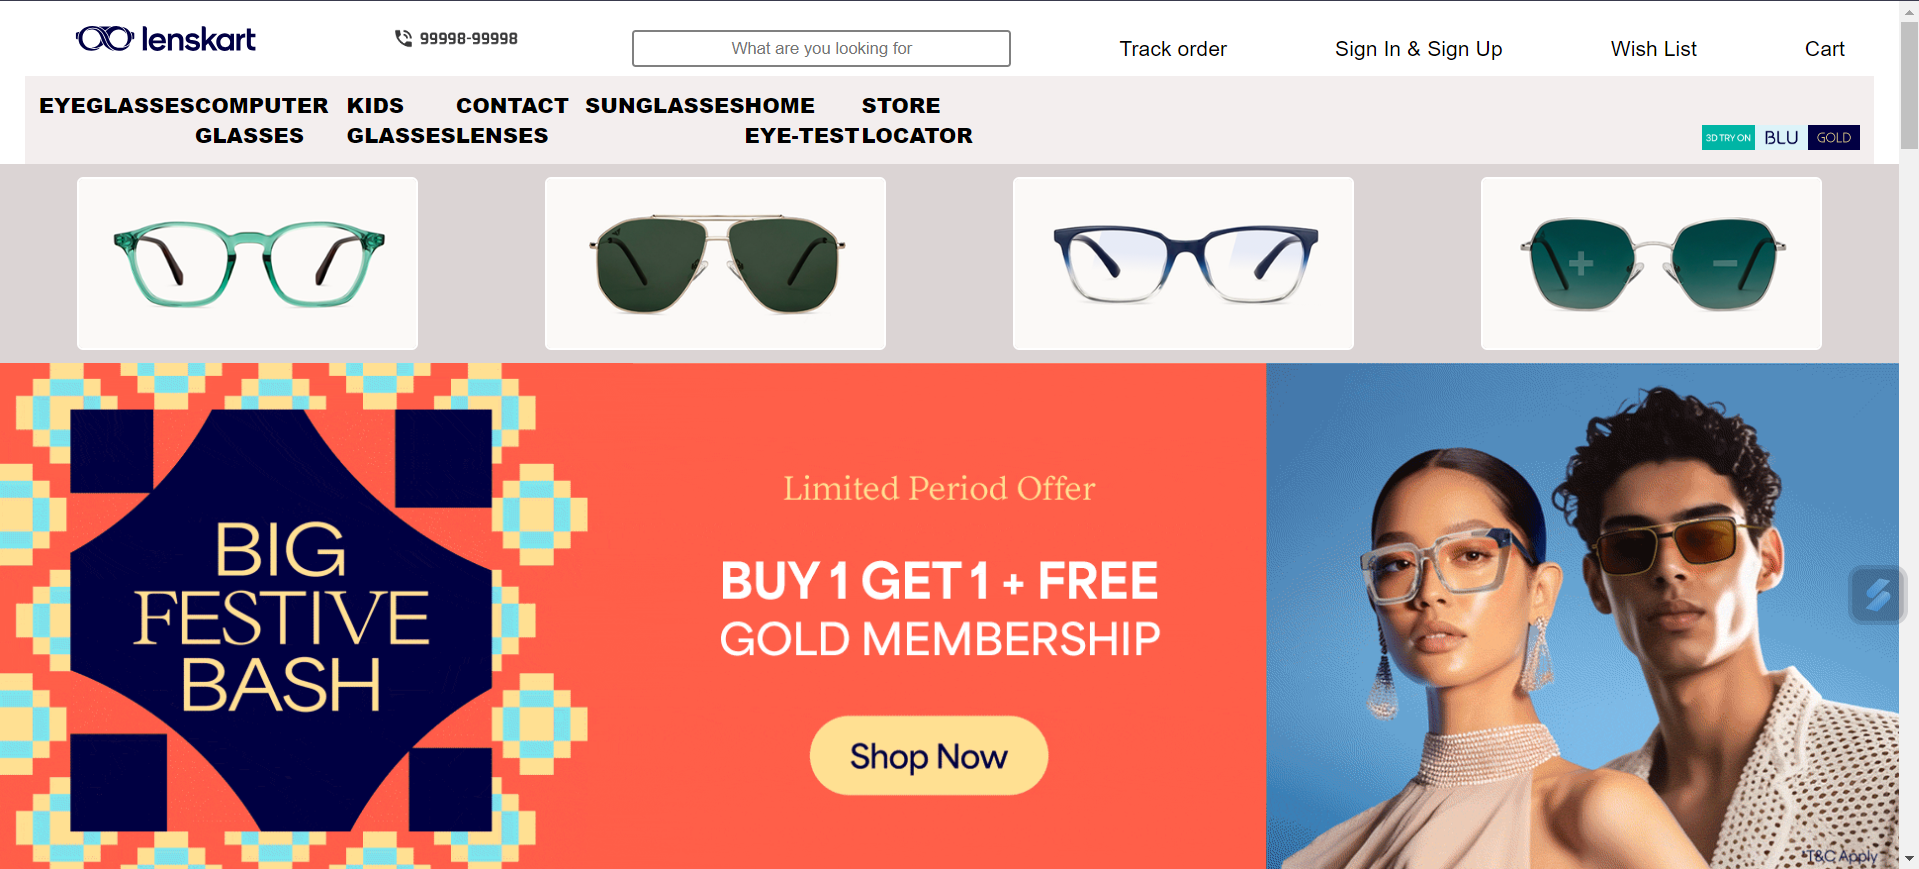 lenskart
99998-99998
What are you looking for
Track order
Sign In & Sign Up
Wish List
Cart
EYEGLASSES
COMPUTER
GLASSES
KIDS
GLASSES
CONTACT
LENSES
SUNGLASSES
HOME
EYE-TEST
STORE
LOCATOR
3D TRY ON
BLU
GOLD
BIG
FESTIVE
BASH
Limited Period Offer
BUY 1 GET 1 + FREE
GOLD MEMBERSHIP
Shop Now
*T&C Apply